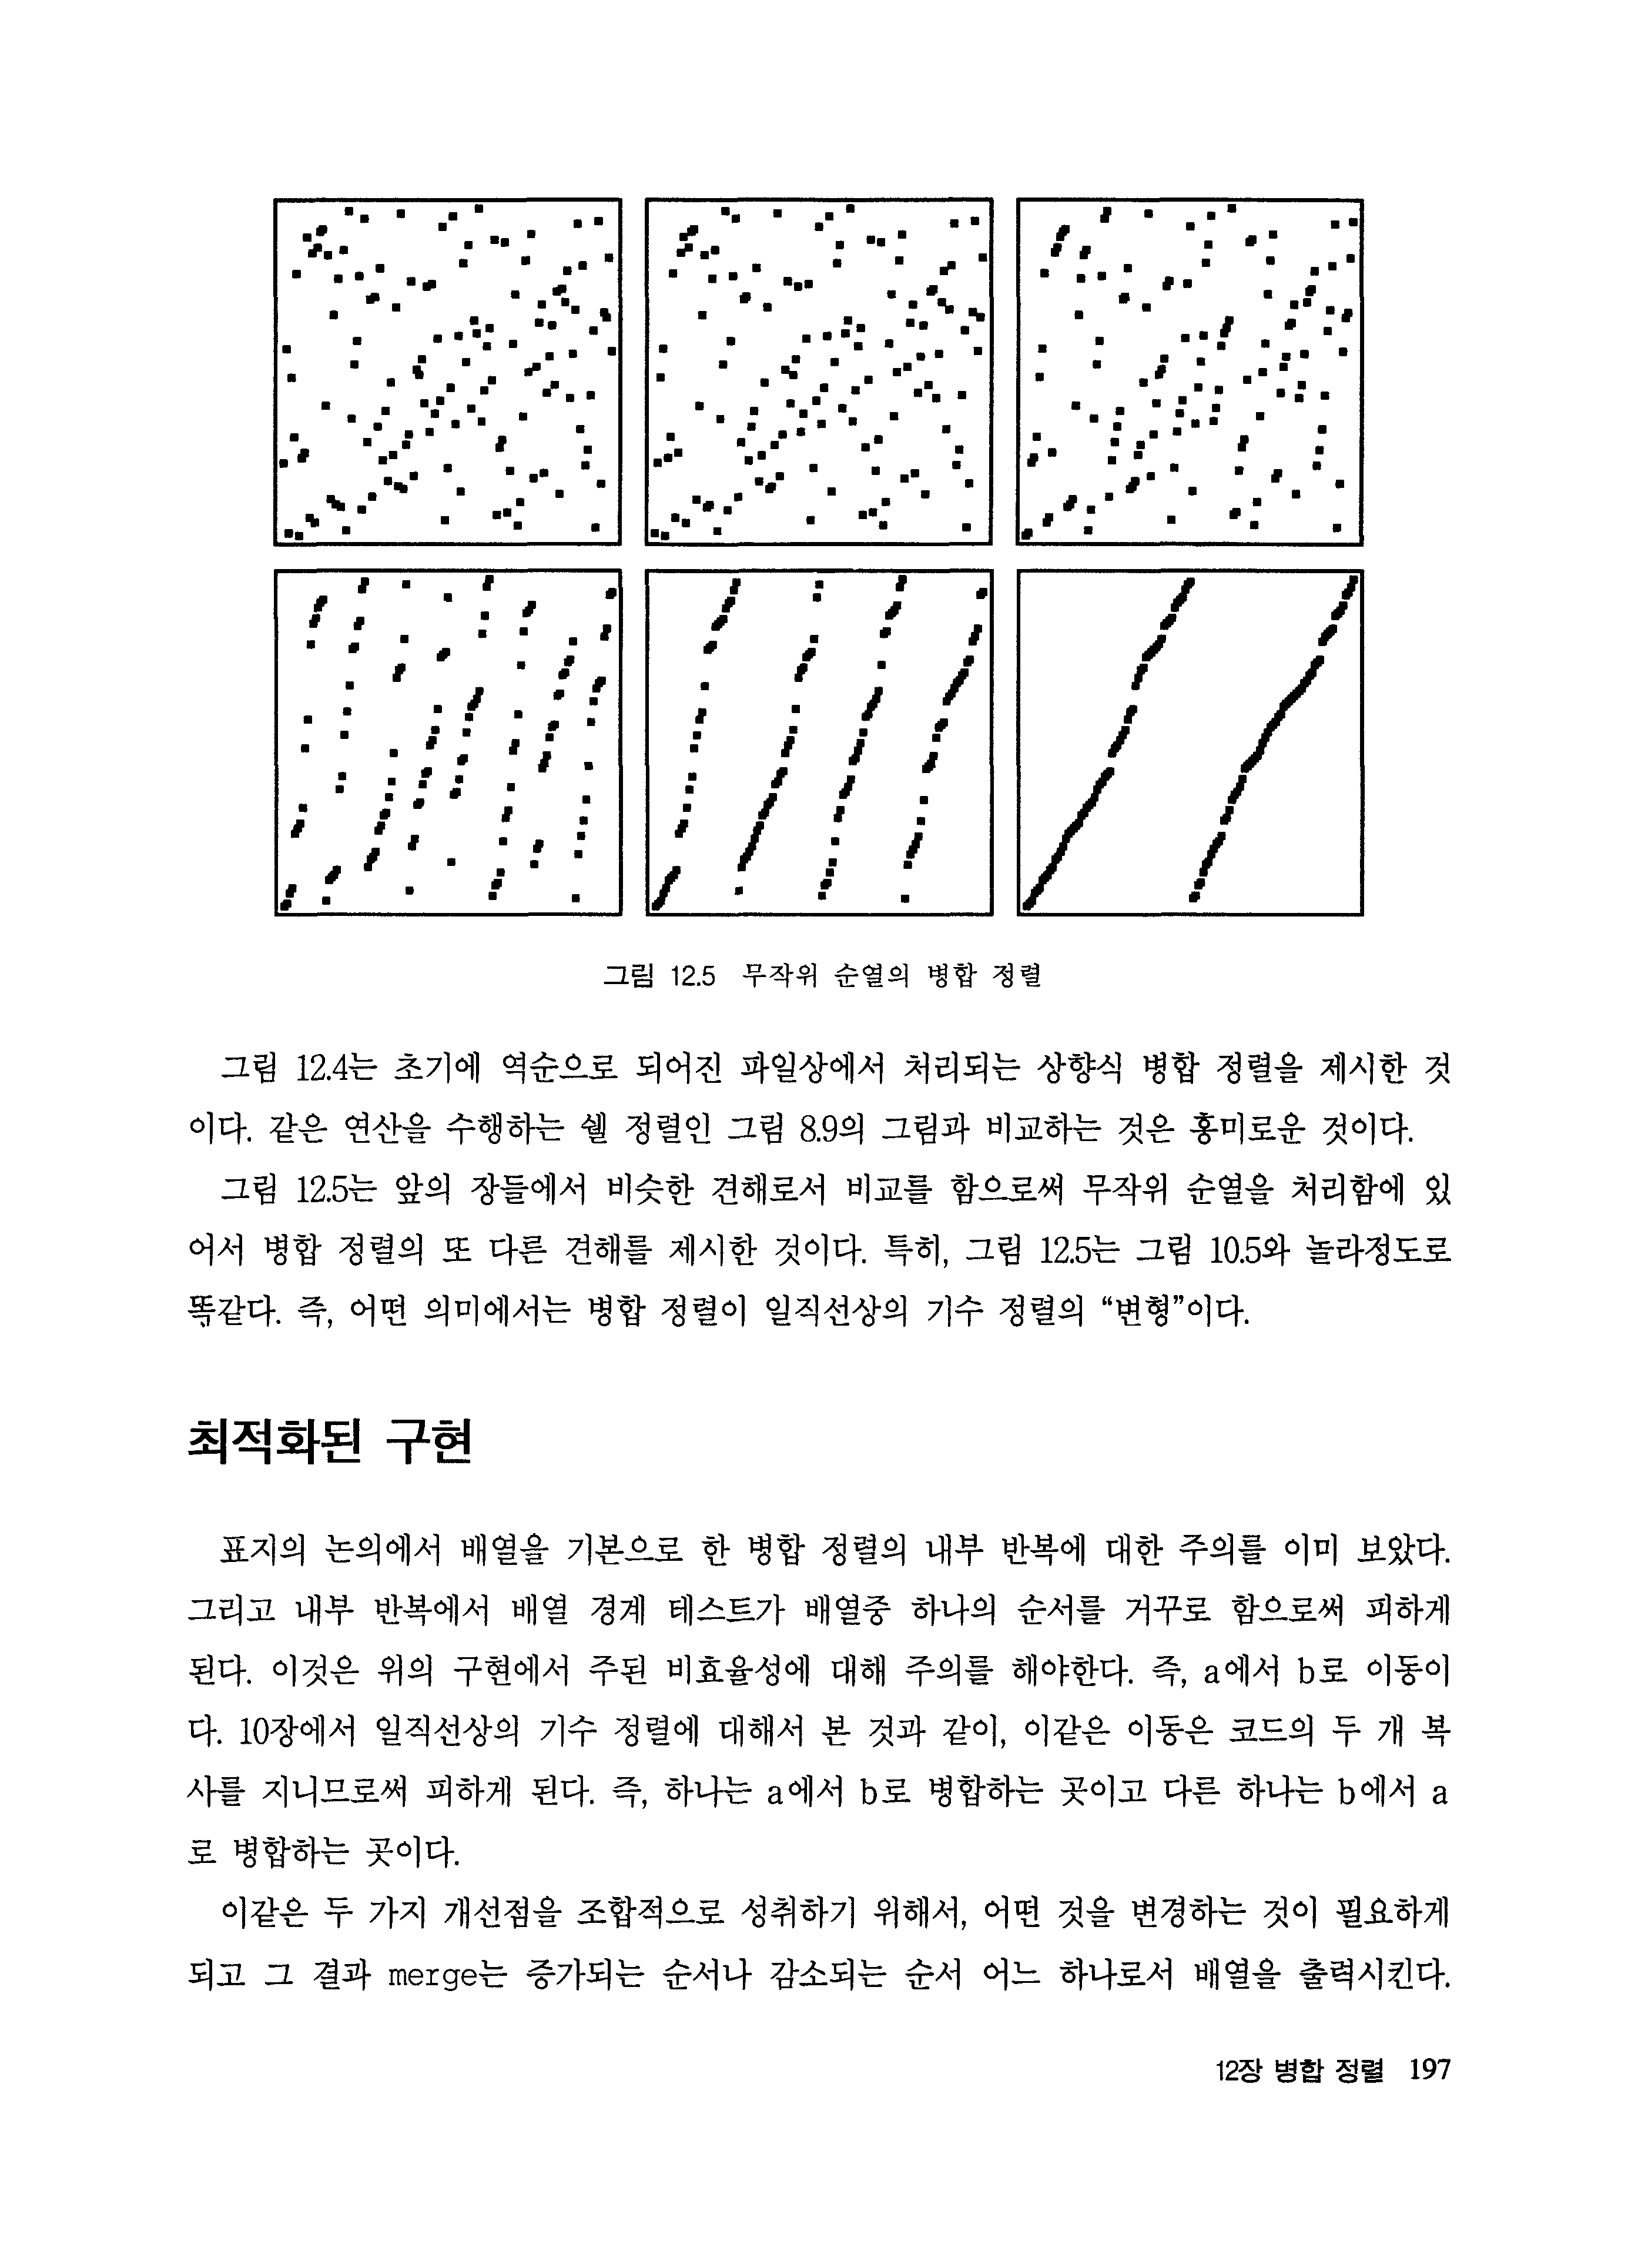 그림 12.5 무작위 순열의 병합 정렬
그림 12.4는 초기에 역순으로 되어진 파일상에서 처리되는 상향식 병합 정렬을 제시한 것
이다. 같은 연산을 수행하는 쉘 정렬인 그림 8.9의 그림과 비교하는 것은 흥미로운 것이다.
그림 12.5는 앞의 장들에서 비슷한 견해로서 비교를 함으로써 무작위 순열을 처리함에 있
어서 병합 정렬의 또 다른 견해를 제시한 것이다. 특히, 그림 12.5는 그림 10.5와 놀라정도로
똑같다. 즉, 어떤 의미에서는 병합 정렬이 일직선상의 기수 정렬의 “변형”이다.
최적화된 구현
표지의 논의에서 배열을 기본으로 한 병합 정렬의 내부 반복에 대한 주의를 이미 보았다.
그리고 내부 반복에서 배열 경계 테스트가 배열중 하나의 순서를 거꾸로 함으로써 피하게
된다. 이것은 위의 구현에서 주된 비효율성에 대해 주의를 해야한다. 즉, a에서 b로 이동이
다. 10장에서 일직선상의 기수 정렬에 대해서 본 것과 같이, 이같은 이동은 코드의 두 개 복
사를 지니므로써 피하게 된다. 즉, 하나는 a에서 b로 병합하는 곳이고 다른 하나는 b에서 a
로 병합하는 곳이다.
이같은 두 가지 개선점을 조합적으로 성취하기 위해서, 어떤 것을 변경하는 것이 필요하게
되고 그 결과 merge는 증가되는 순서나 감소되는 순서 어느 하나로서 배열을 출력시킨다.
12장 병합 정렬 197